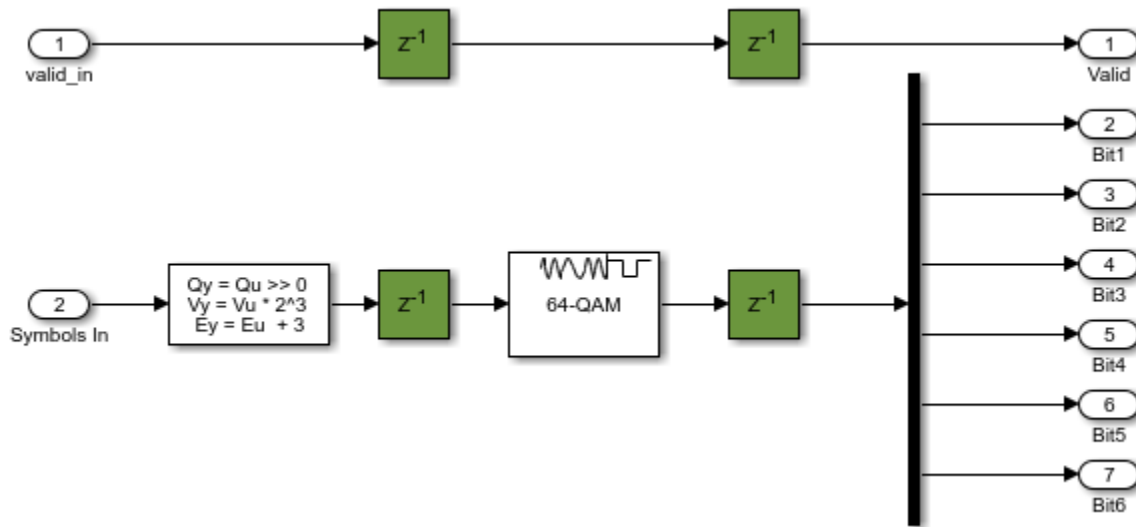 1
valid_in
Z-1
Z-1
1
Valid
2
Bit1
3
Bit2
2
Symbols In
Qy = Qu >> 0
Vy = Vu * 2^3
Ey = Eu + 3
Z-1
64-QAM
Z-1
4
Bit3
5
Bit4
6
Bit5
7
Bit6